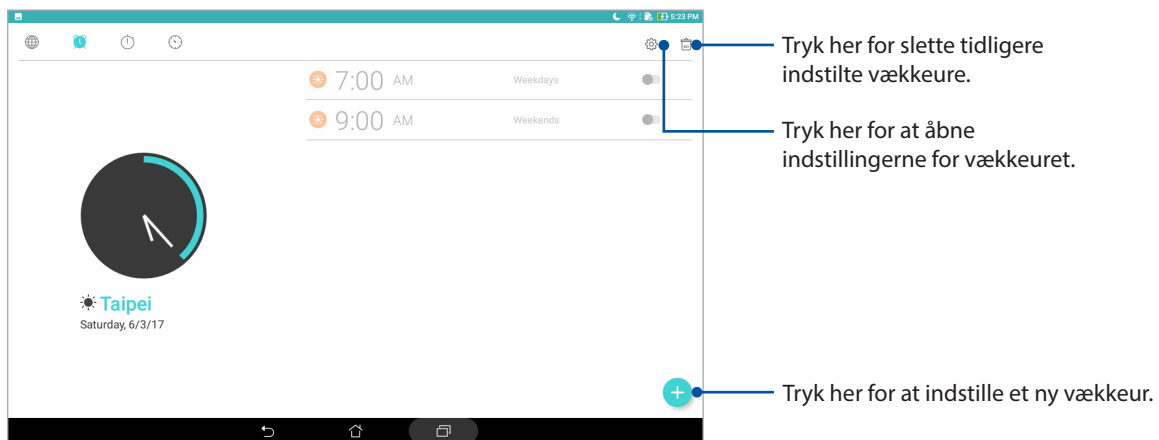 5:23 PM
Tryk her for slette tidligere
indstilte vækkeure.
7:00 AM Weekdays
9:00 AM Weekends
Tryk her for at åbne
indstillingerne for vækkeuret.
Taipei
Saturday, 6/3/17
Tryk her for at indstille et ny vækkeur.